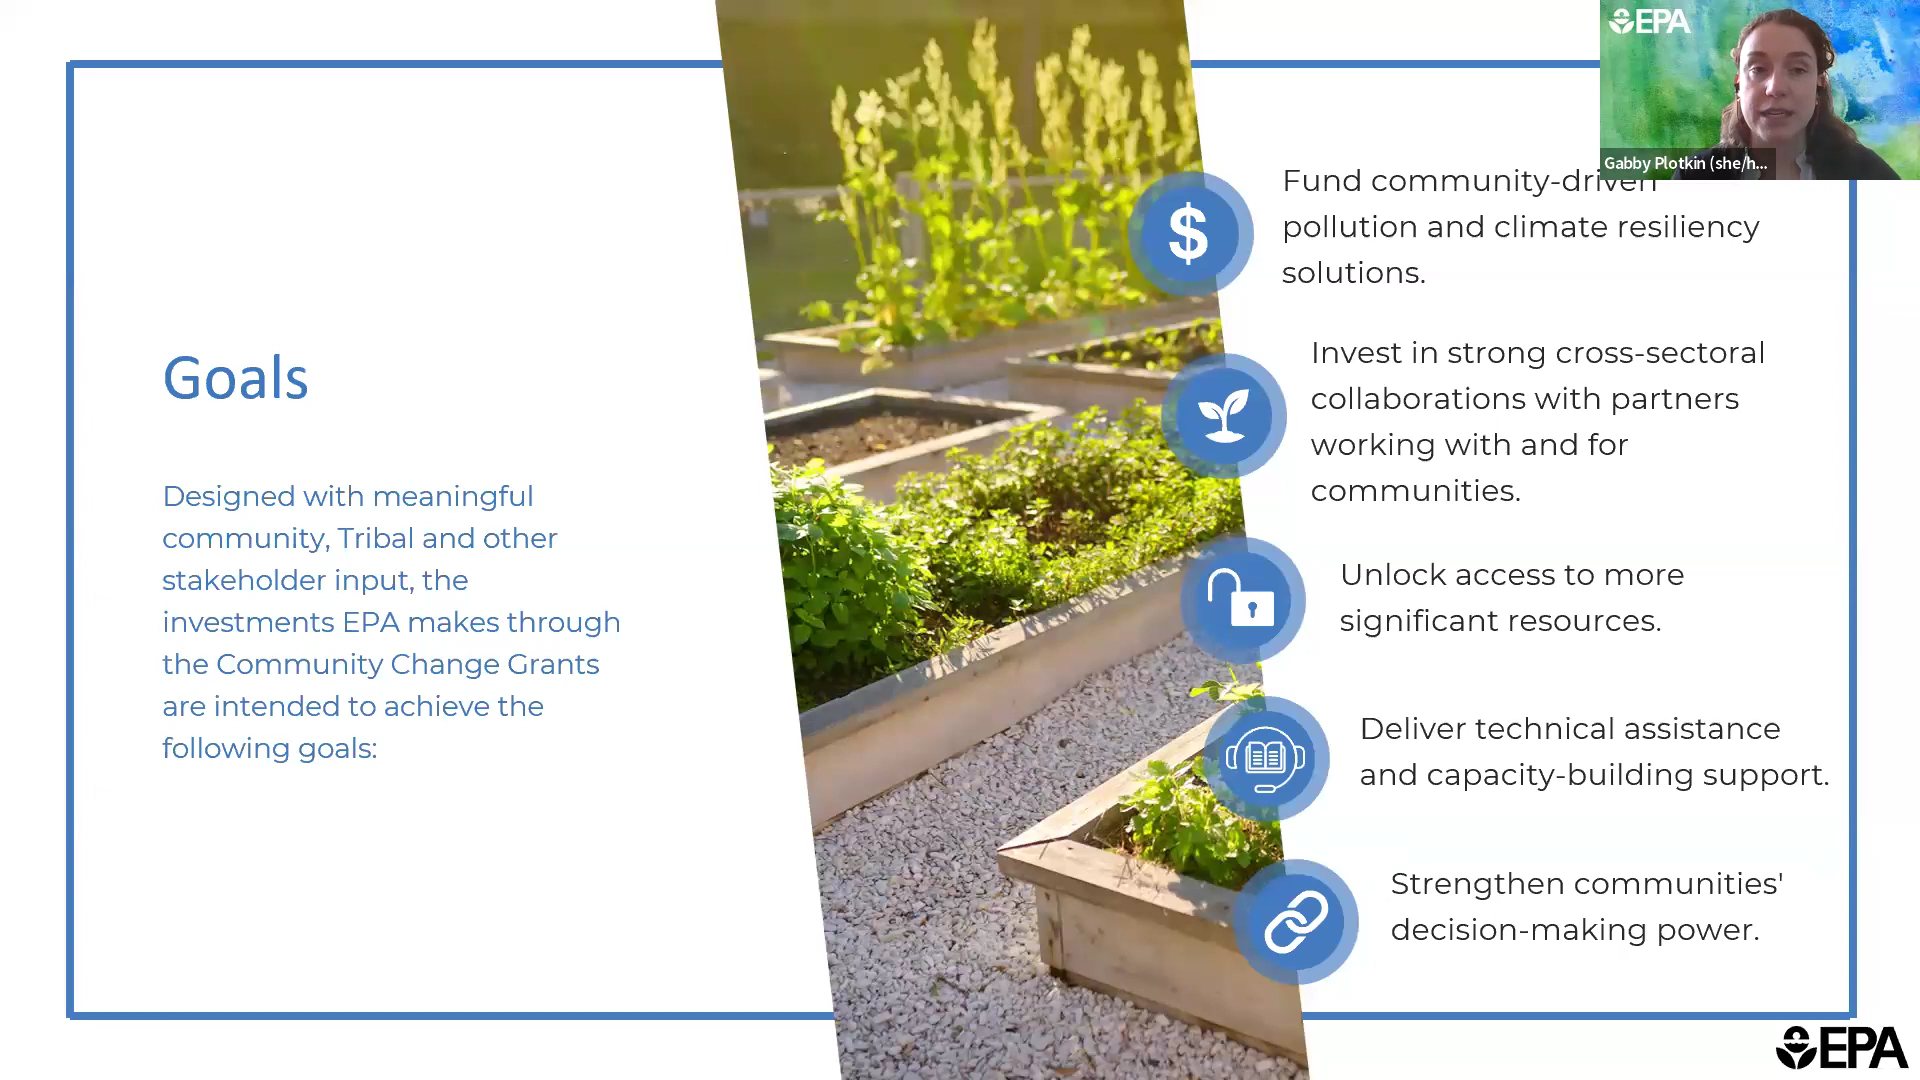 EPA
Gabby Plotkin (she/h...
Goals
Designed with meaningful
community, Tribal and other
stakeholder input, the
investments EPA makes through
the Community Change Grants
are intended to achieve the
following goals:
$
Fund community-driven
pollution and climate resiliency
solutions.
Invest in strong cross-sectoral
collaborations with partners
working with and for
communities.
Unlock access to more
significant resources.
Deliver technical assistance
and capacity-building support.
Strengthen communities'
decision-making power.
EPA